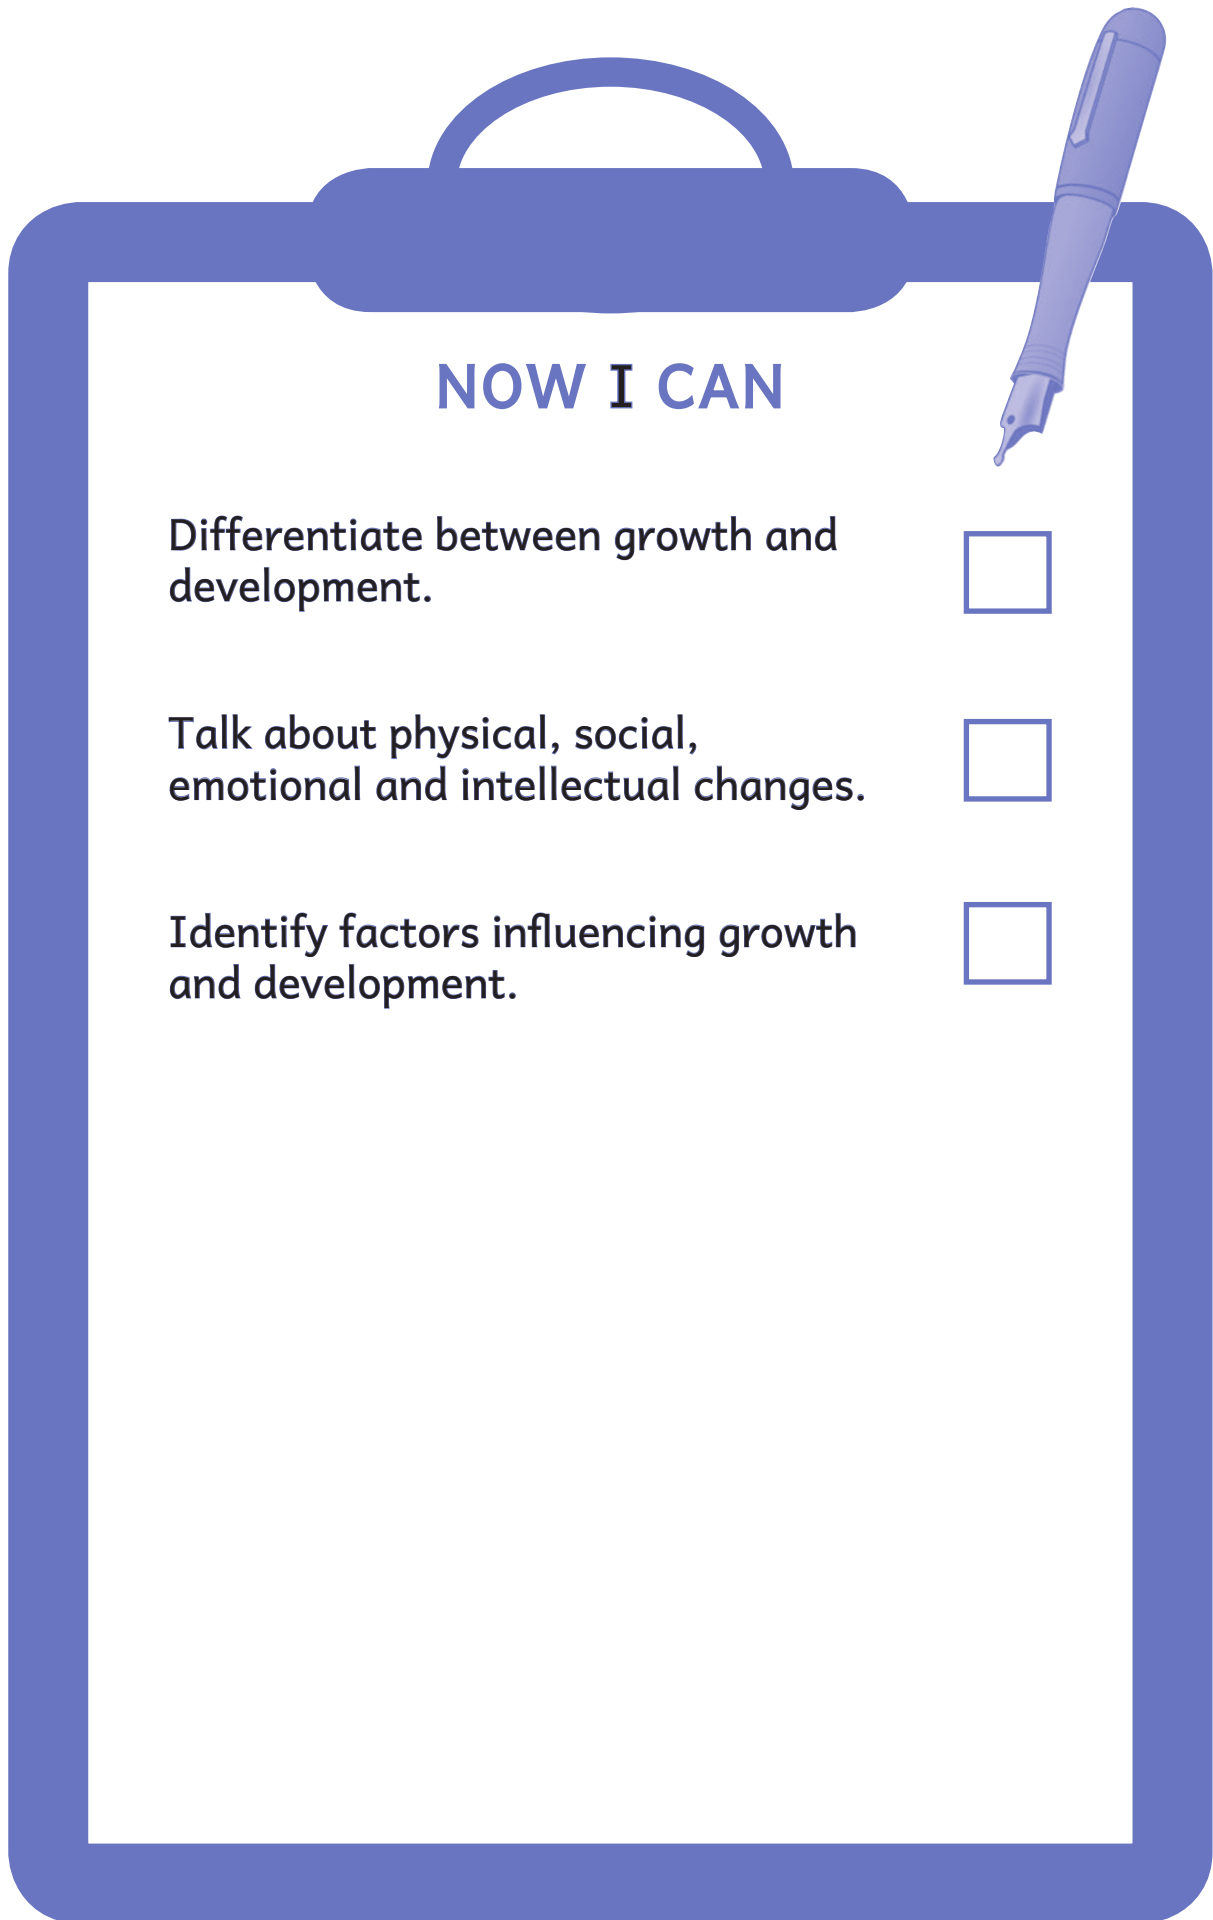 NOW I CAN
Differentiate between growth and
development.
Talk about physical, social,
emotional and intellectual changes.
Identify factors influencing growth
and development.